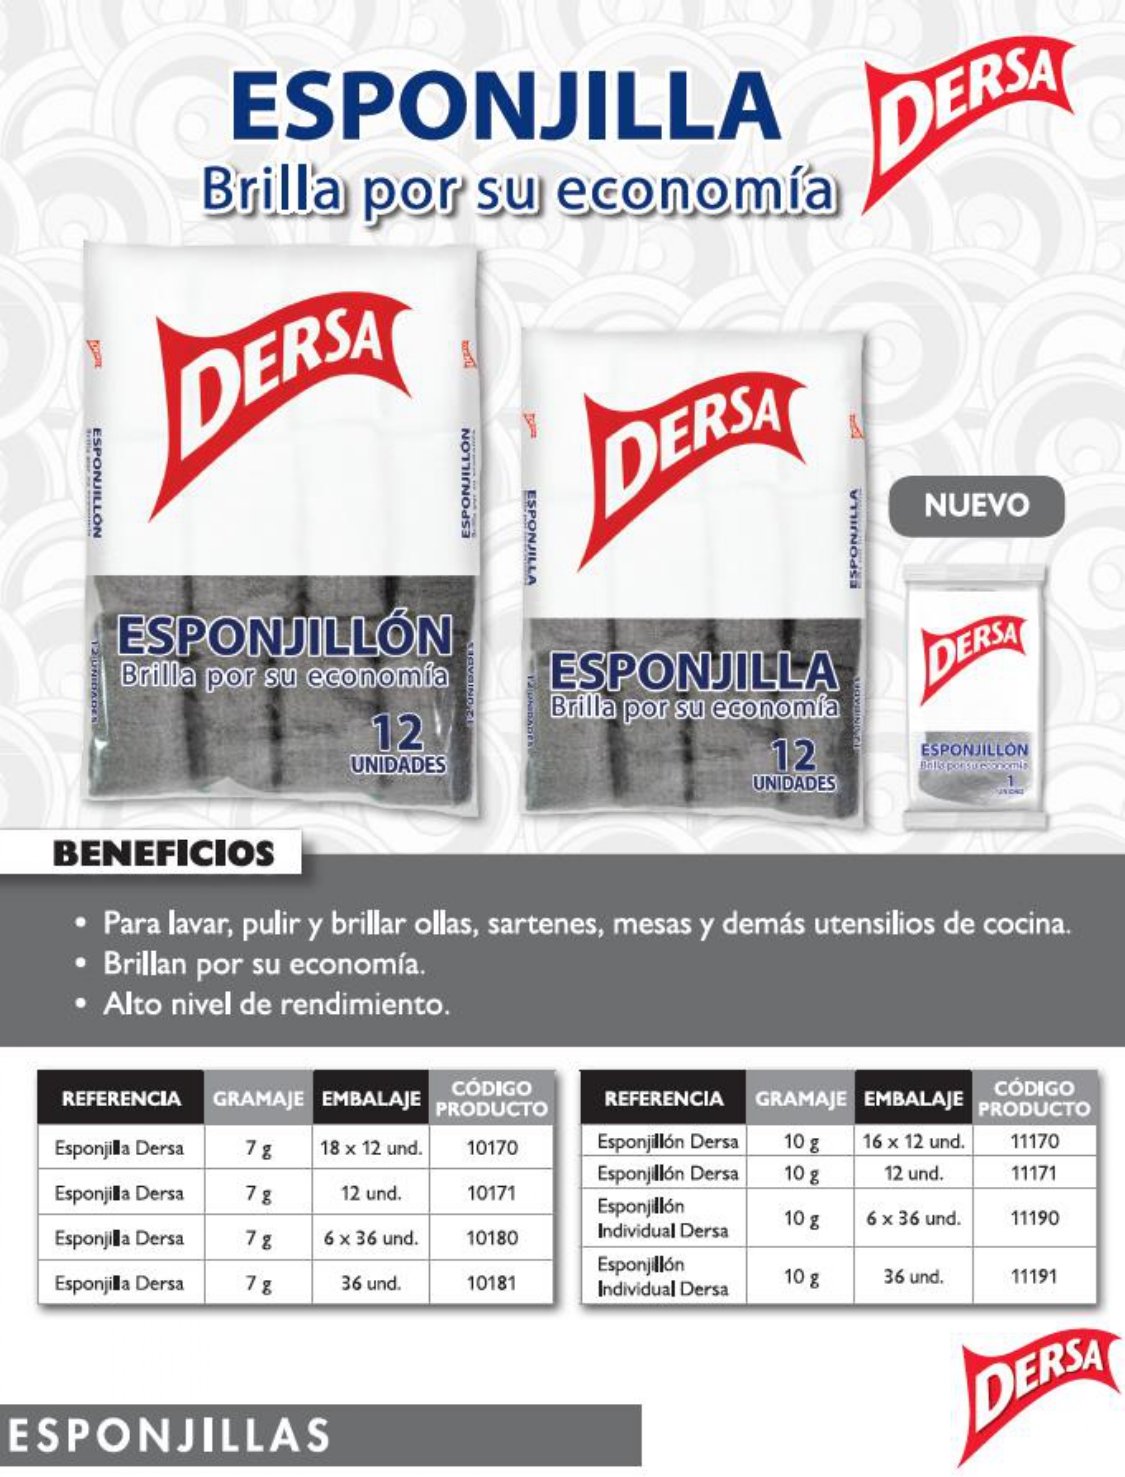 ESPONJILLA
DERSA
Brilla por su economía
DERSA
ESPONJILLÓN
ESPONJILLÓN
ESPONJILLÓN
Brilla por su economía
12
UNIDADES
12 UNIDADES
12 UNIDADES
DERSA
ESPONJILLA
ESPONJILLA
ESPONJILLA
Brilla por su economía
12
UNIDADES
12 UNIDADES
12 UNIDADES
NUEVO
DERSA
ESPONJILLÓN
Brilla por su economía
1
UNIDAD
BENEFICIOS
• Para lavar, pulir y brillar ollas, sartenes, mesas y demás utensilios de cocina.
• Brillan por su economía.
• Alto nivel de rendimiento.
REFERENCIA GRAMAJE EMBALAJE CÓDIGO PRODUCTO
Esponjilla Dersa 7 g 18 x 12 und. 10170
Esponjilla Dersa 7 g 12 und. 10171
Esponjilla Dersa 7 g 6 x 36 und. 10180
Esponjilla Dersa 7 g 36 und. 10181
REFERENCIA GRAMAJE EMBALAJE CÓDIGO PRODUCTO
Esponjillón Dersa 10 g 16 x 12 und. 11170
Esponjillón Dersa 10 g 12 und. 11171
Esponjillón Individual Dersa 10 g 6 x 36 und. 11190
Esponjillón Individual Dersa 10 g 36 und. 11191
DERSA
ESPONJILLAS